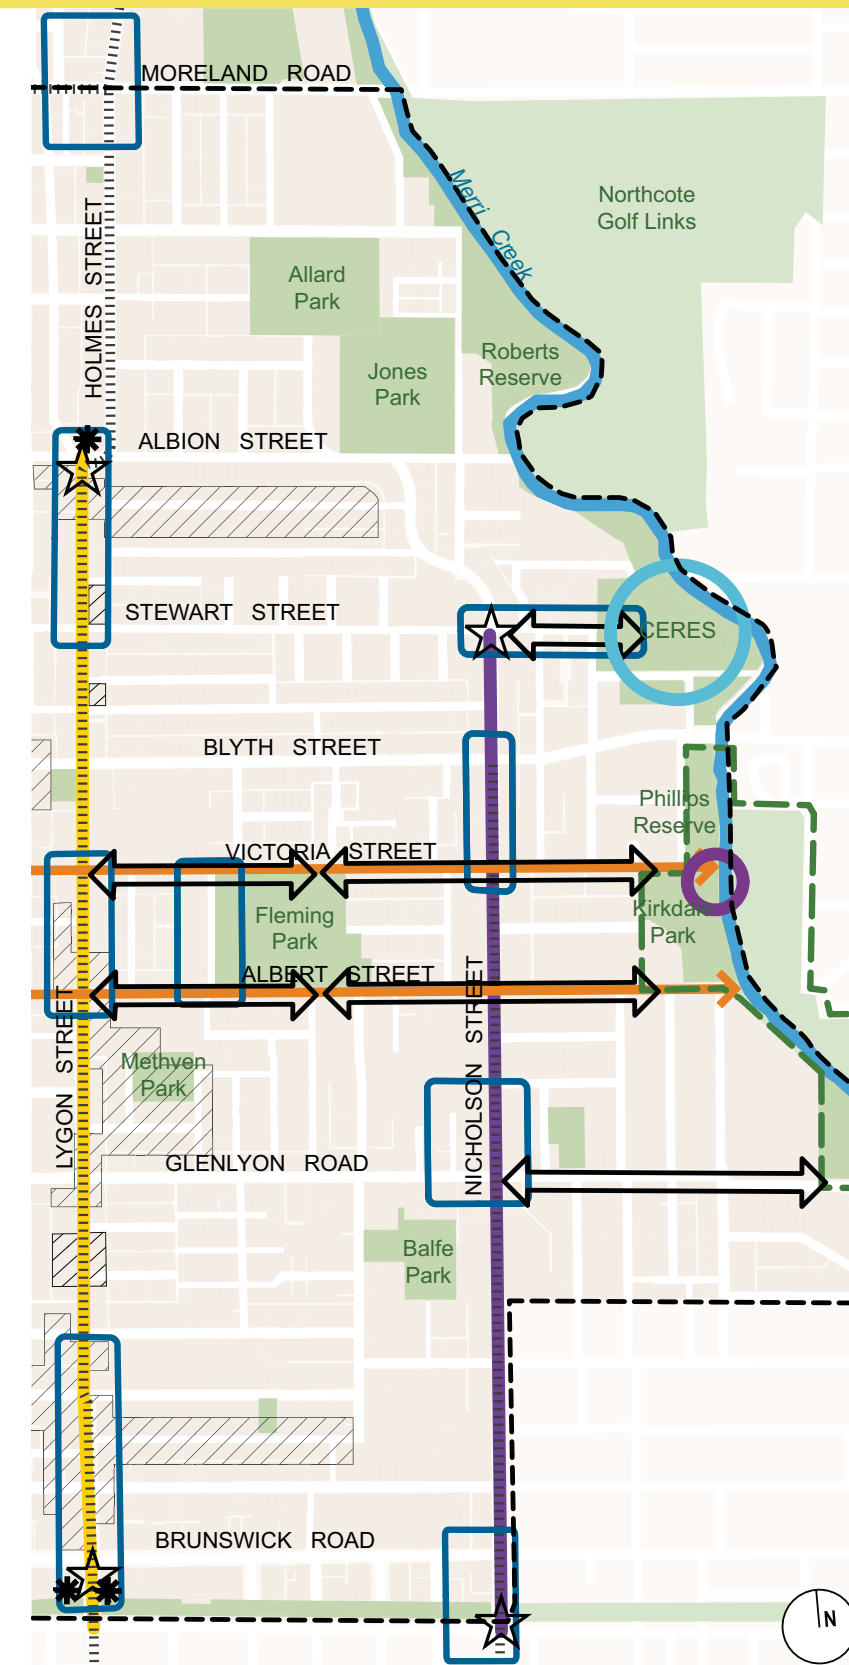 MORELAND ROAD
Merri Creek
Northcote
Golf Links
HOLMES STREET
Allard
Park
Roberts
Reserve
Jones
Park
ALBION STREET
STEWART STREET
CERES
BLYTH STREET
Phillips
Reserve
VICTORIA STREET
Fleming
Park
Kirkdale
Park
ALBERT STREET
LYGON STREET
NICHOLSON STREET
Methven
Park
GLENLYON ROAD
Balfe
Park
BRUNSWICK ROAD
N